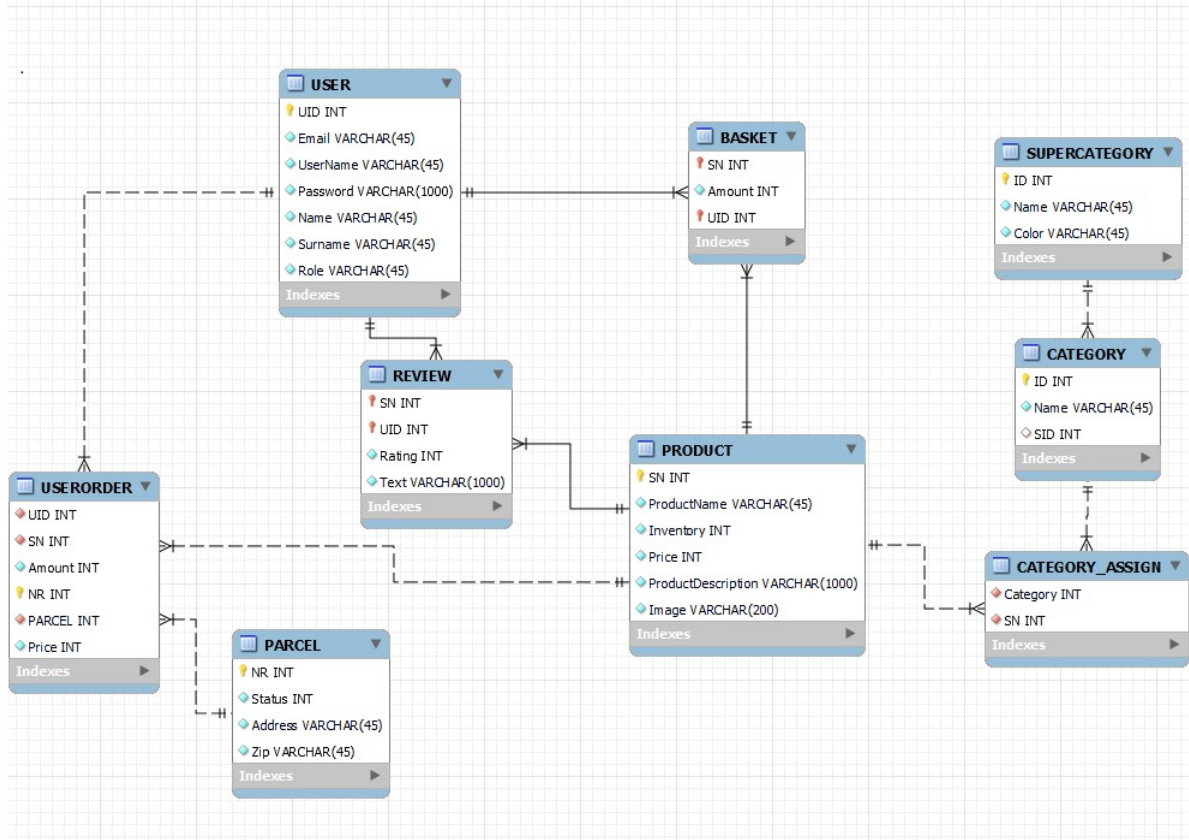 USER
UID INT
Email VARCHAR(45)
UserName VARCHAR(45)
Password VARCHAR(1000)
Name VARCHAR(45)
Surname VARCHAR(45)
Role VARCHAR(45)
Indexes
BASKET
SN INT
Amount INT
UID INT
Indexes
SUPERCATEGORY
ID INT
Name VARCHAR(45)
Color VARCHAR(45)
Indexes
CATEGORY
ID INT
Name VARCHAR(45)
SID INT
Indexes
REVIEW
SN INT
UID INT
Rating INT
Text VARCHAR(1000)
Indexes
PRODUCT
SN INT
ProductName VARCHAR(45)
Inventory INT
Price INT
ProductDescription VARCHAR(1000)
Image VARCHAR(200)
Indexes
USERORDER
UID INT
SN INT
Amount INT
NR INT
PARCEL INT
Price INT
Indexes
CATEGORY_ASSIGN
Category INT
SN INT
Indexes
PARCEL
NR INT
Status INT
Address VARCHAR(45)
Zip VARCHAR(45)
Indexes